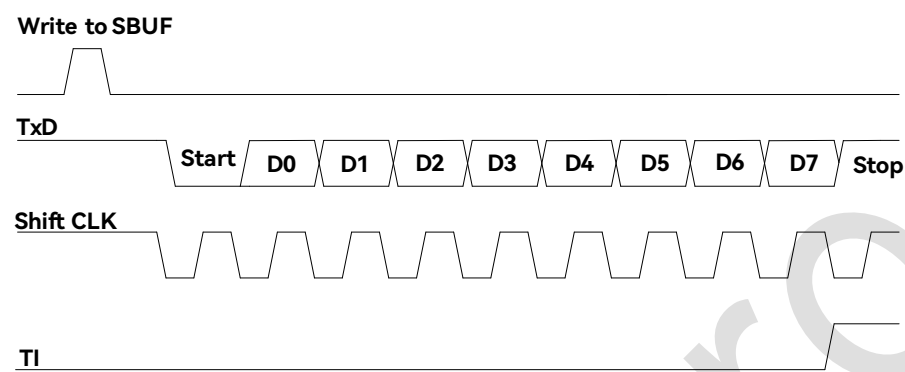 Write to SBUF
TxD
Start D0 D1 D2 D3 D4 D5 D6 D7 Stop
Shift CLK
TI